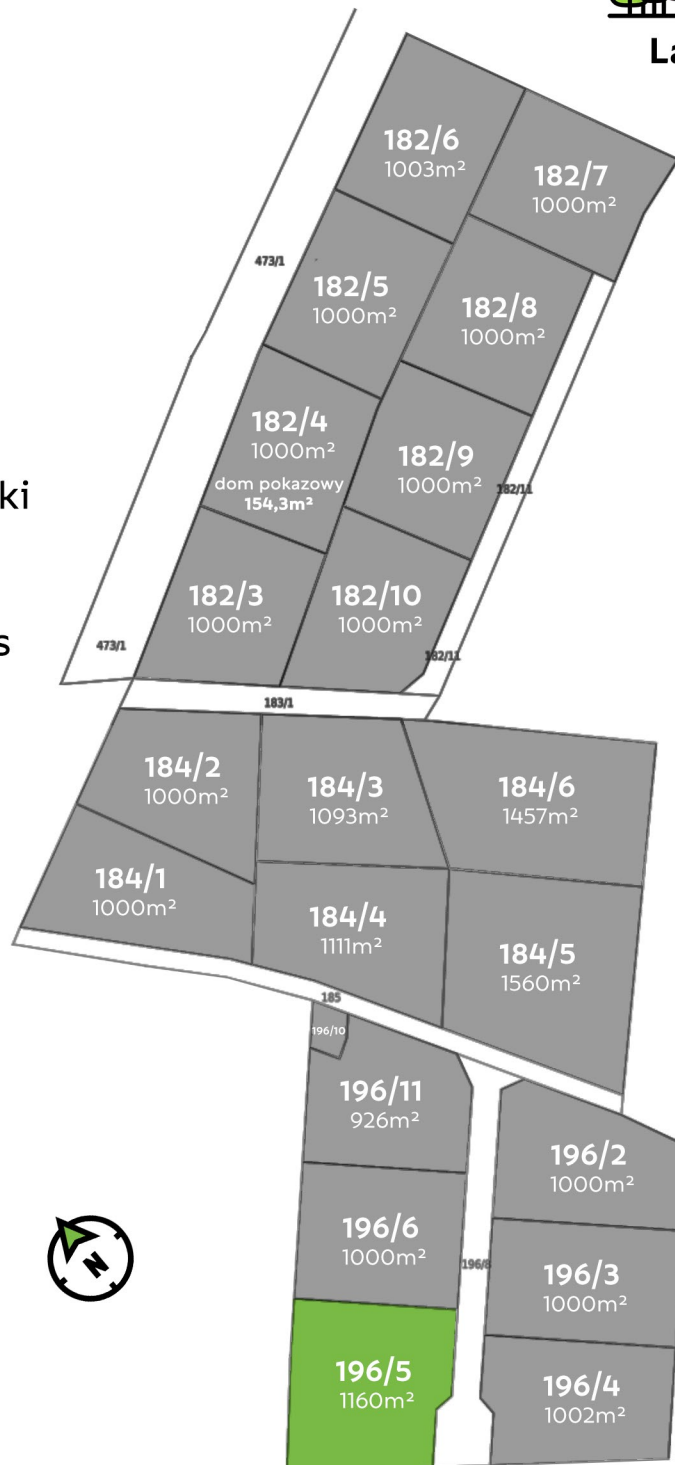 La
182/6
1003m²
182/7
1000m²
473/1
182/5
1000m²
182/8
1000m²
182/4
1000m²
dom pokazowy
154,3m²
182/9
1000m²
ki
182/11
182/3
1000m²
182/10
1000m²
s
473/1
182/11
183/1
184/2
1000m²
184/3
1093m²
184/6
1457m²
184/1
1000m²
184/4
1111m²
184/5
1560m²
185
196/10
196/11
926m²
196/2
1000m²
196/6
1000m²
N
196/8
196/3
1000m²
196/5
1160m²
196/4
1002m²